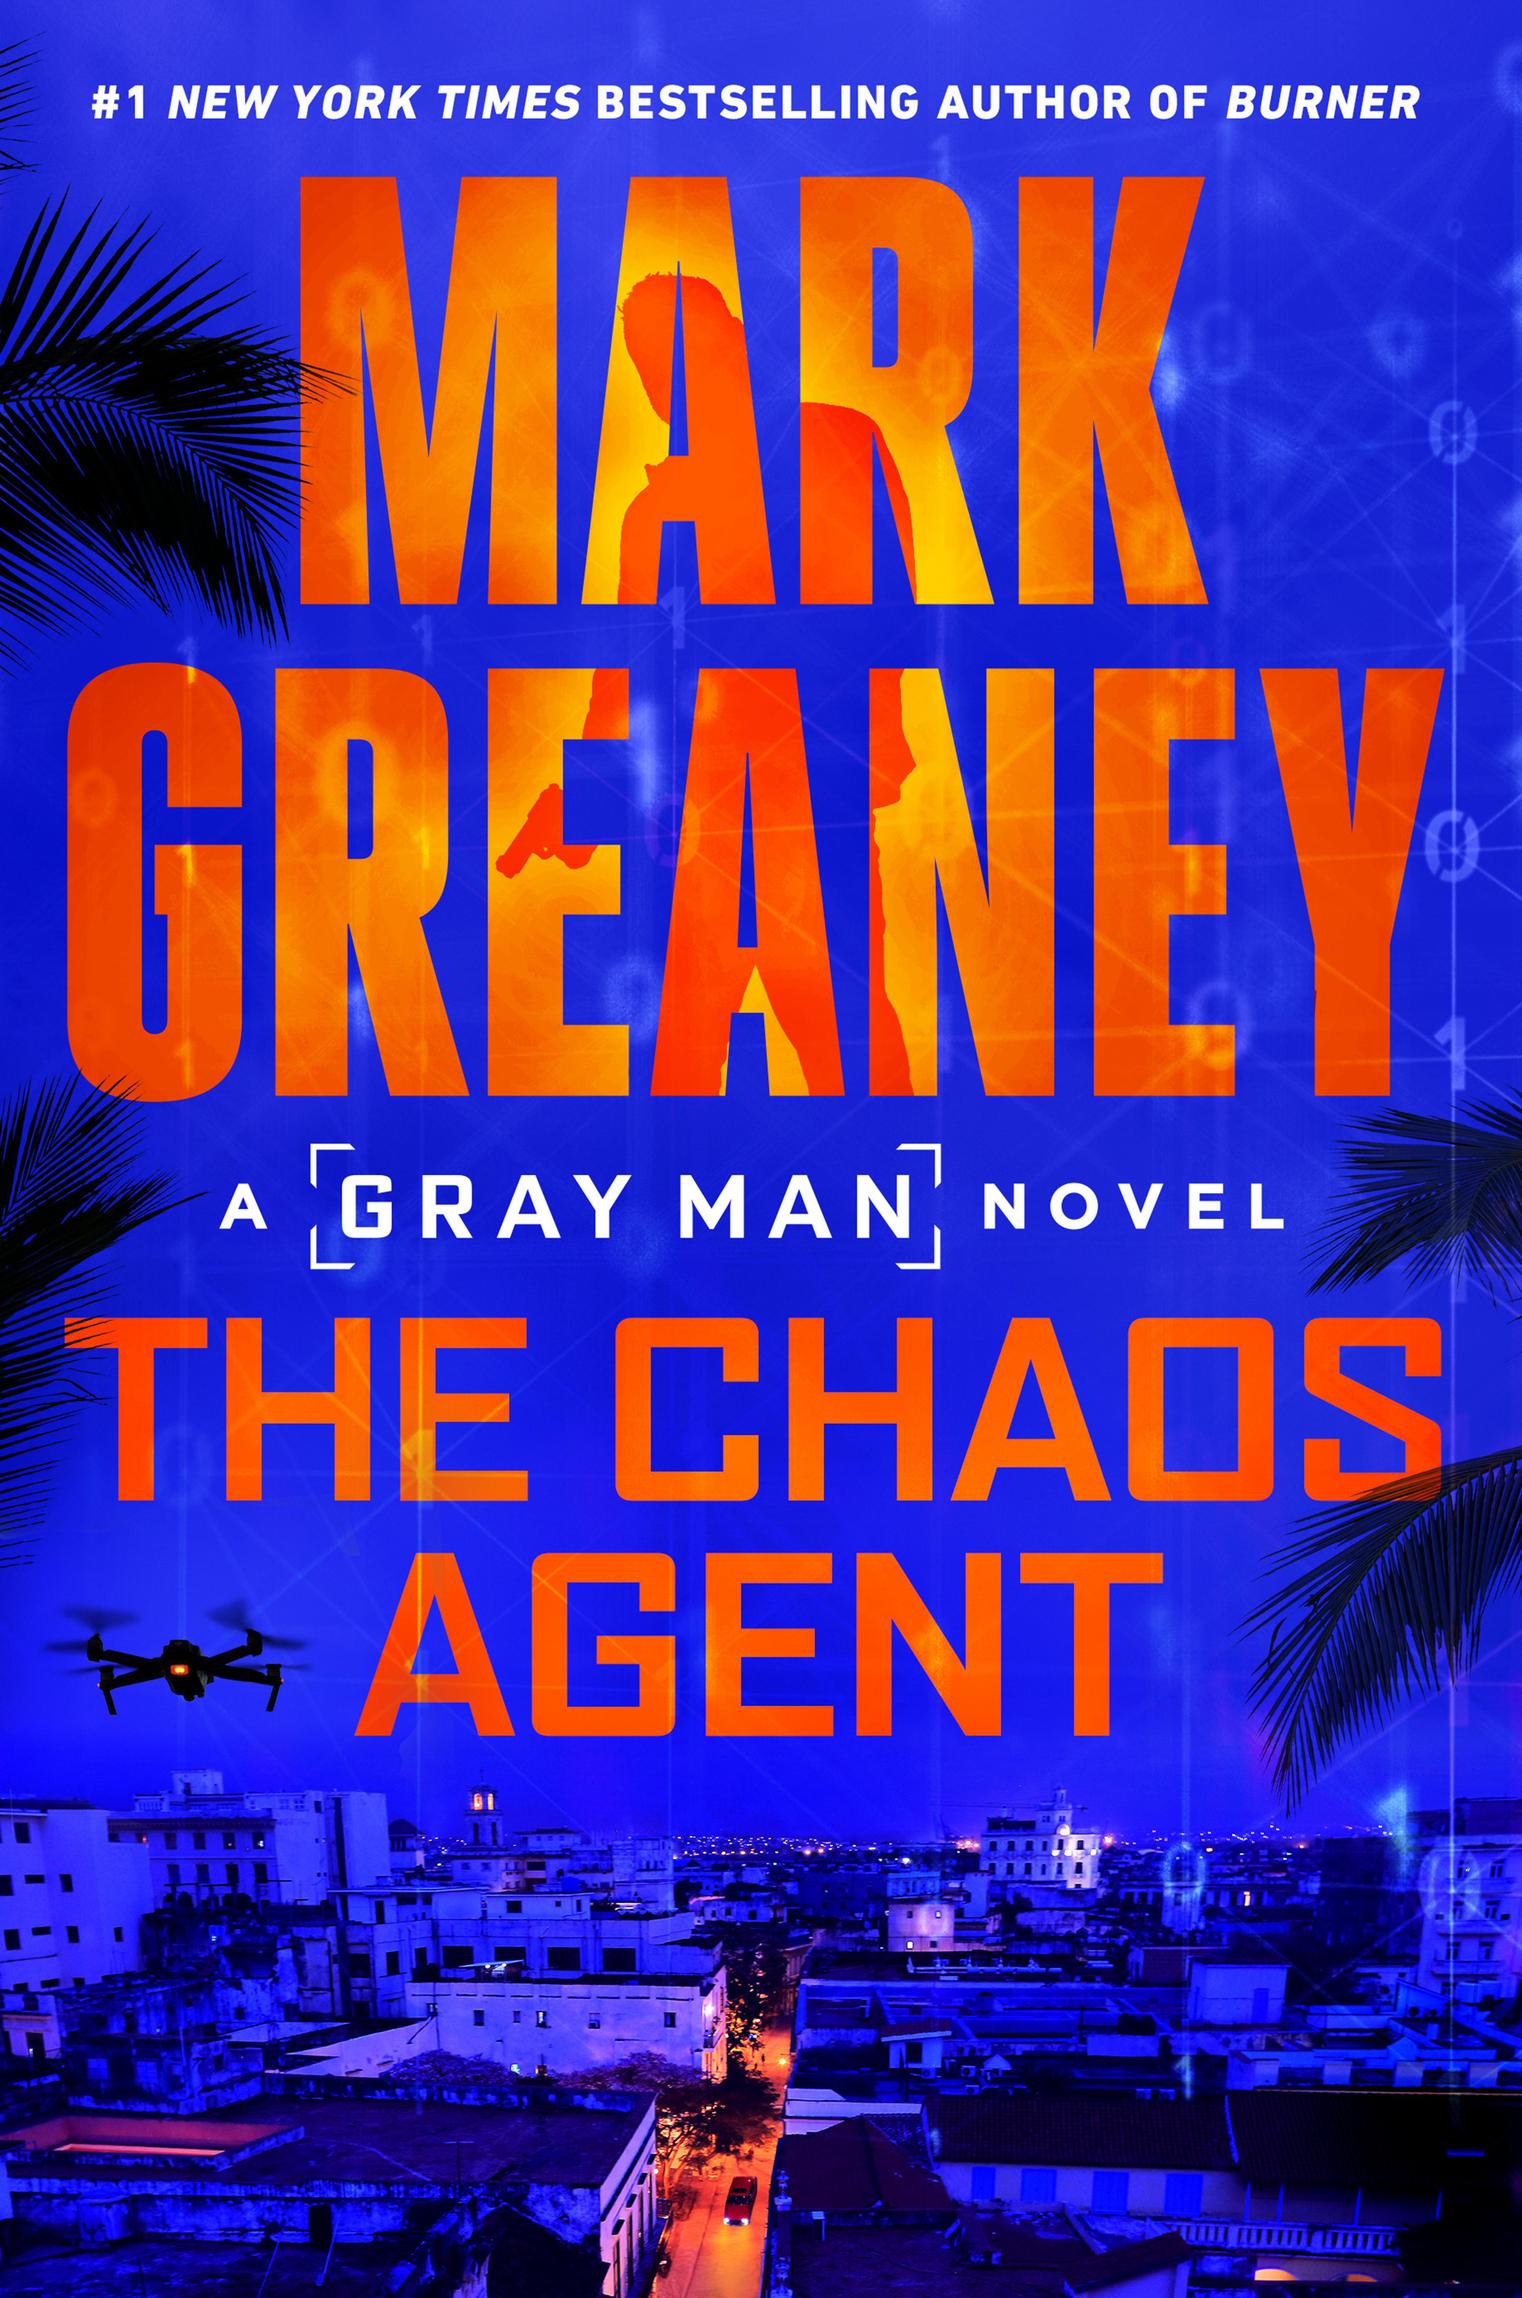 #1 NEW YORK TIMES BESTSELLING AUTHOR OF BURNER
MARK
GREANEY
A [GRAY MAN] NOVEL
THE CHAOS
AGENT